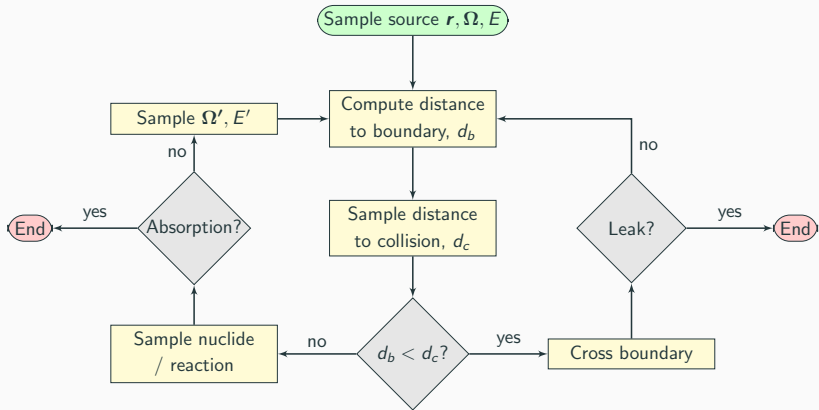 Sample source r, Ω, E
Compute distance
to boundary, d_b
Sample Ω′, E′
no
no
yes
End
Absorption?
Sample distance
to collision, d_c
Leak?
yes
End
Sample nuclide
/ reaction
no
d_b < d_c?
yes
Cross boundary